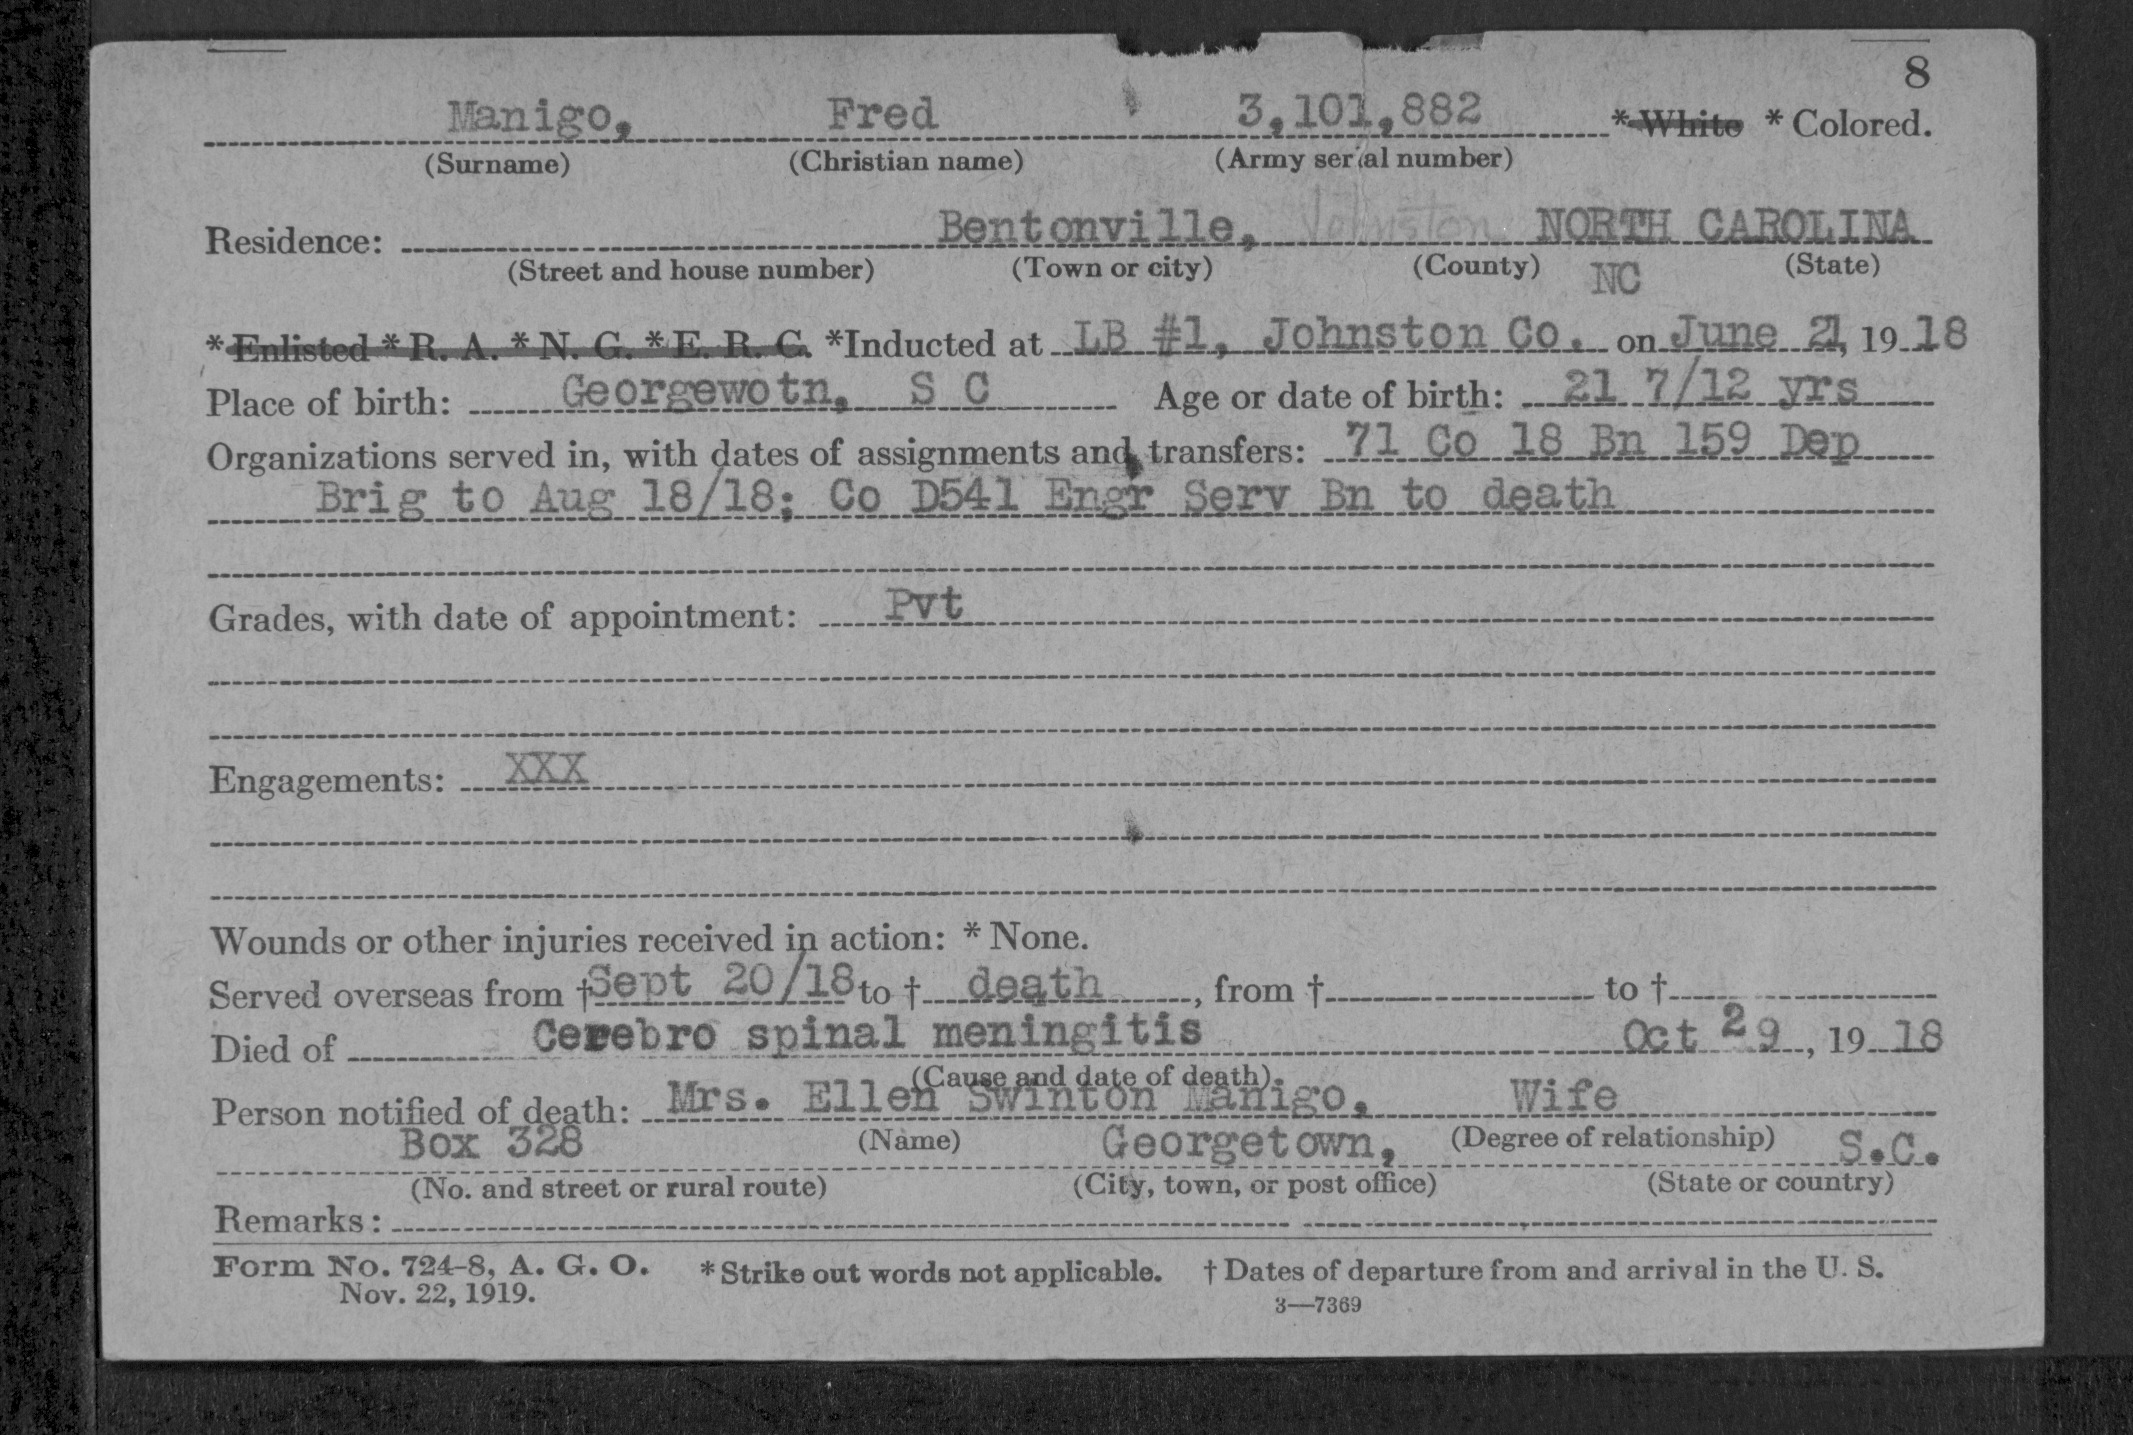 8
Manigo, Fred 3,101,882 * White * Colored.
(Surname) (Christian name) (Army serial number)
Residence: Bentonville, Johnston NORTH CAROLINA
(Street and house number) (Town or city) (County) NC (State)
* Enlisted * R. A. * N. G. * E. R. C. *Inducted at LB #1, Johnston Co. on June 21, 19 18
Place of birth: Georgewotn, S C Age or date of birth: 21 7/12 yrs
Organizations served in, with dates of assignments and transfers: 71 Co 18 Bn 159 Dep
Brig to Aug 18/18; Co D541 Engr Serv Bn to death
Grades, with date of appointment: Pvt
Engagements: XXX
Wounds or other injuries received in action: * None.
Served overseas from † Sept 20/18 to † death, from † to †
Died of Cerebro spinal meningitis Oct 29, 19 18
(Cause and date of death)
Person notified of death: Mrs. Ellen Swinton Manigo, Wife
(Name) (Degree of relationship)
Box 328 Georgetown, S.C.
(No. and street or rural route) (City, town, or post office) (State or country)
Remarks:
Form No. 724-8, A. G. O. * Strike out words not applicable. † Dates of departure from and arrival in the U. S.
Nov. 22, 1919. 3—7369